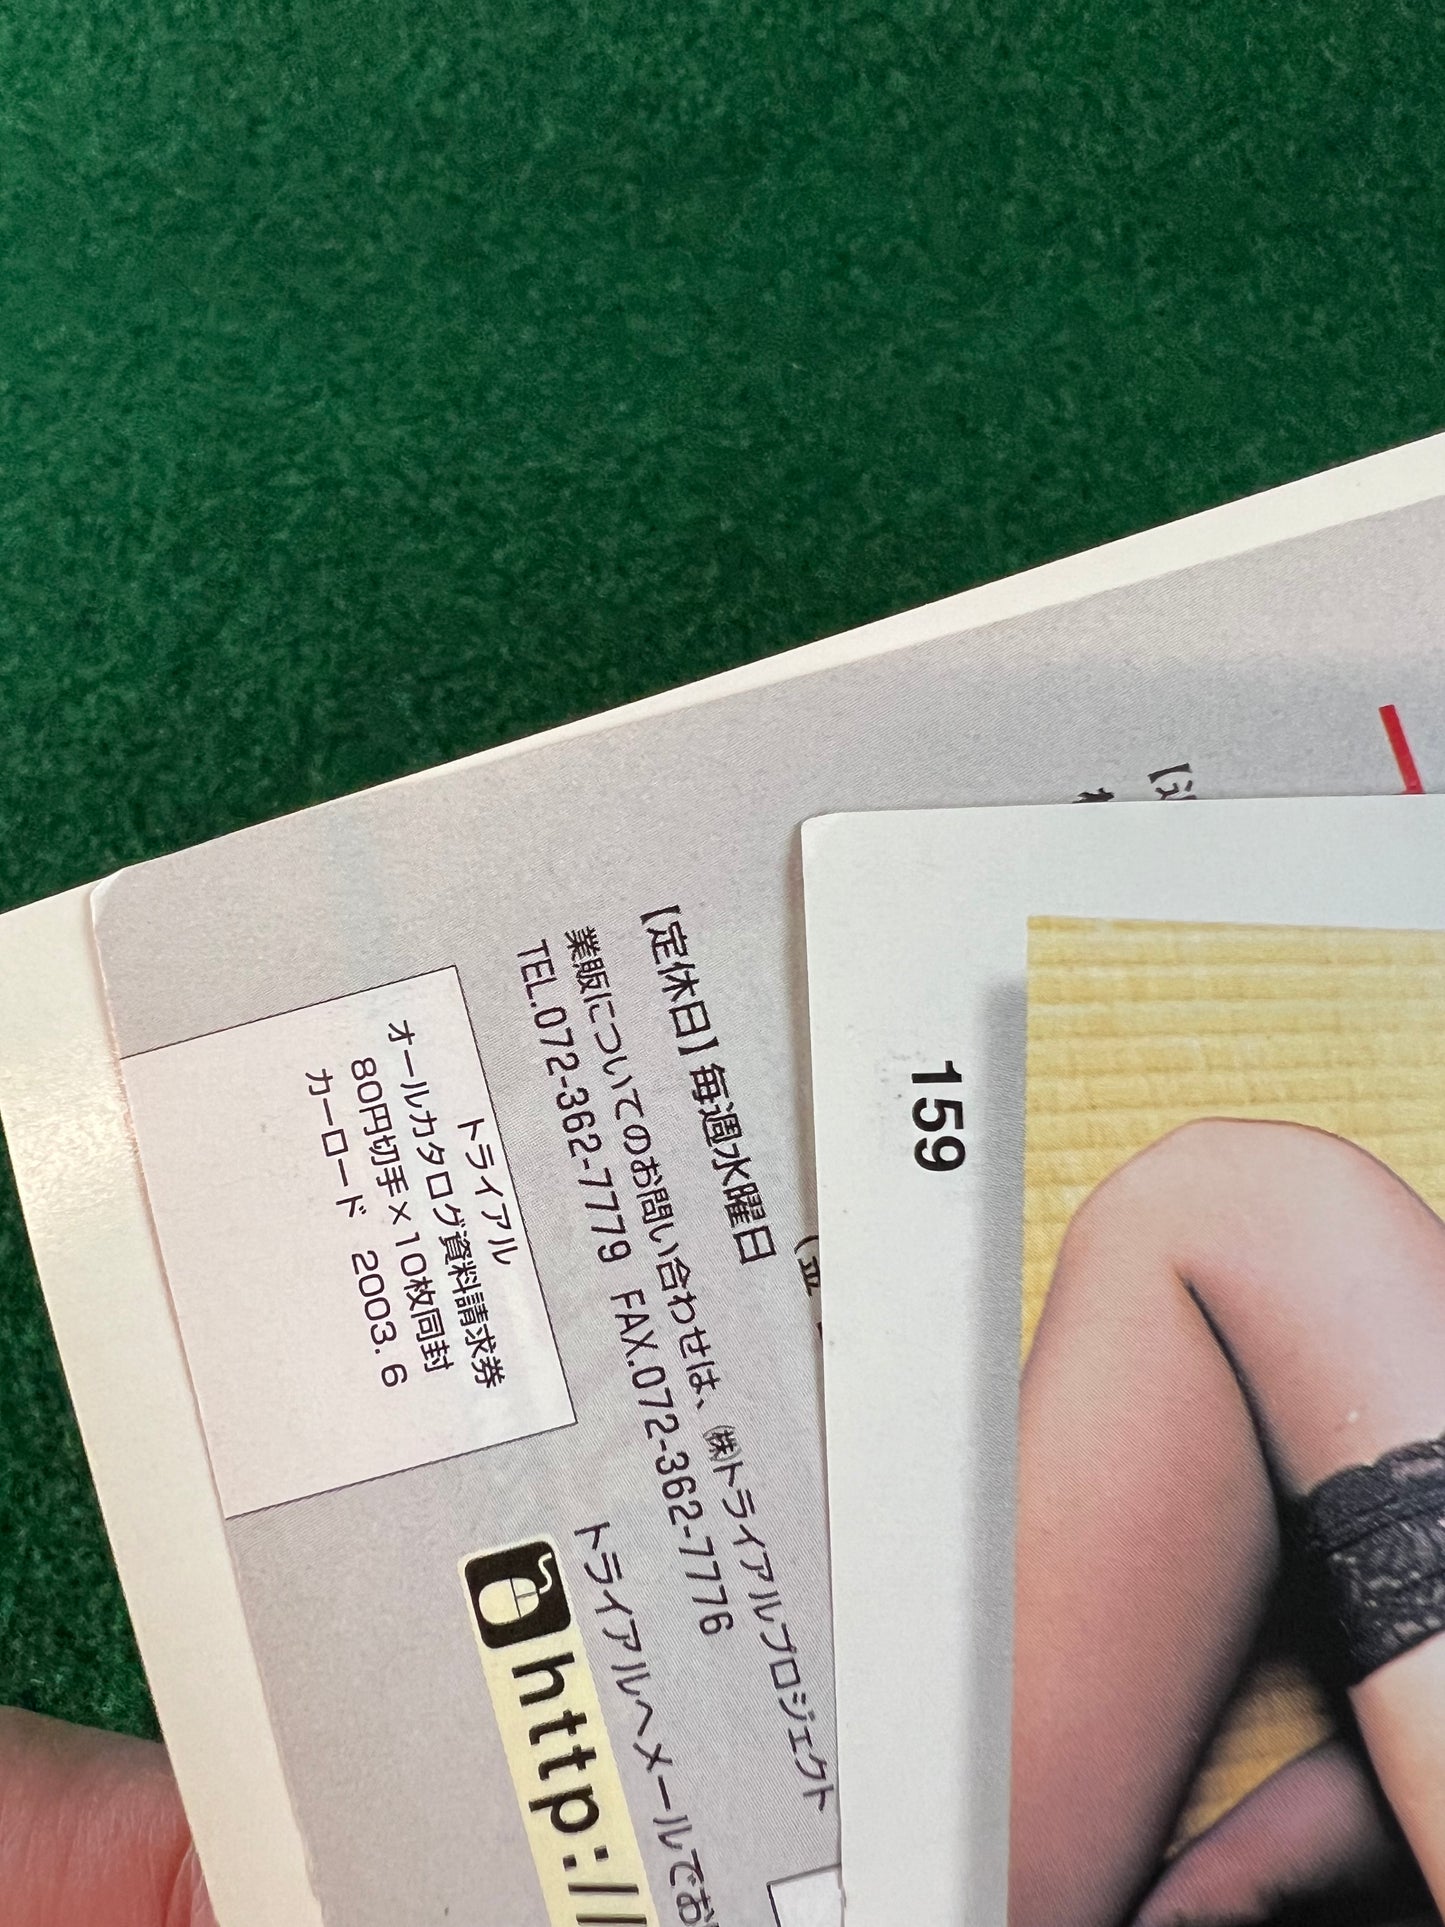 【定休日】毎週水曜日
業販についてのお問い合わせは、㈱トライアルプロジェクト
TEL.072-362-7779 FAX.072-362-7776
トライアル
オールカタログ資料請求券
80円切手×10枚同封
カーロード 2003.6
トライアルへメールでお
http://
159